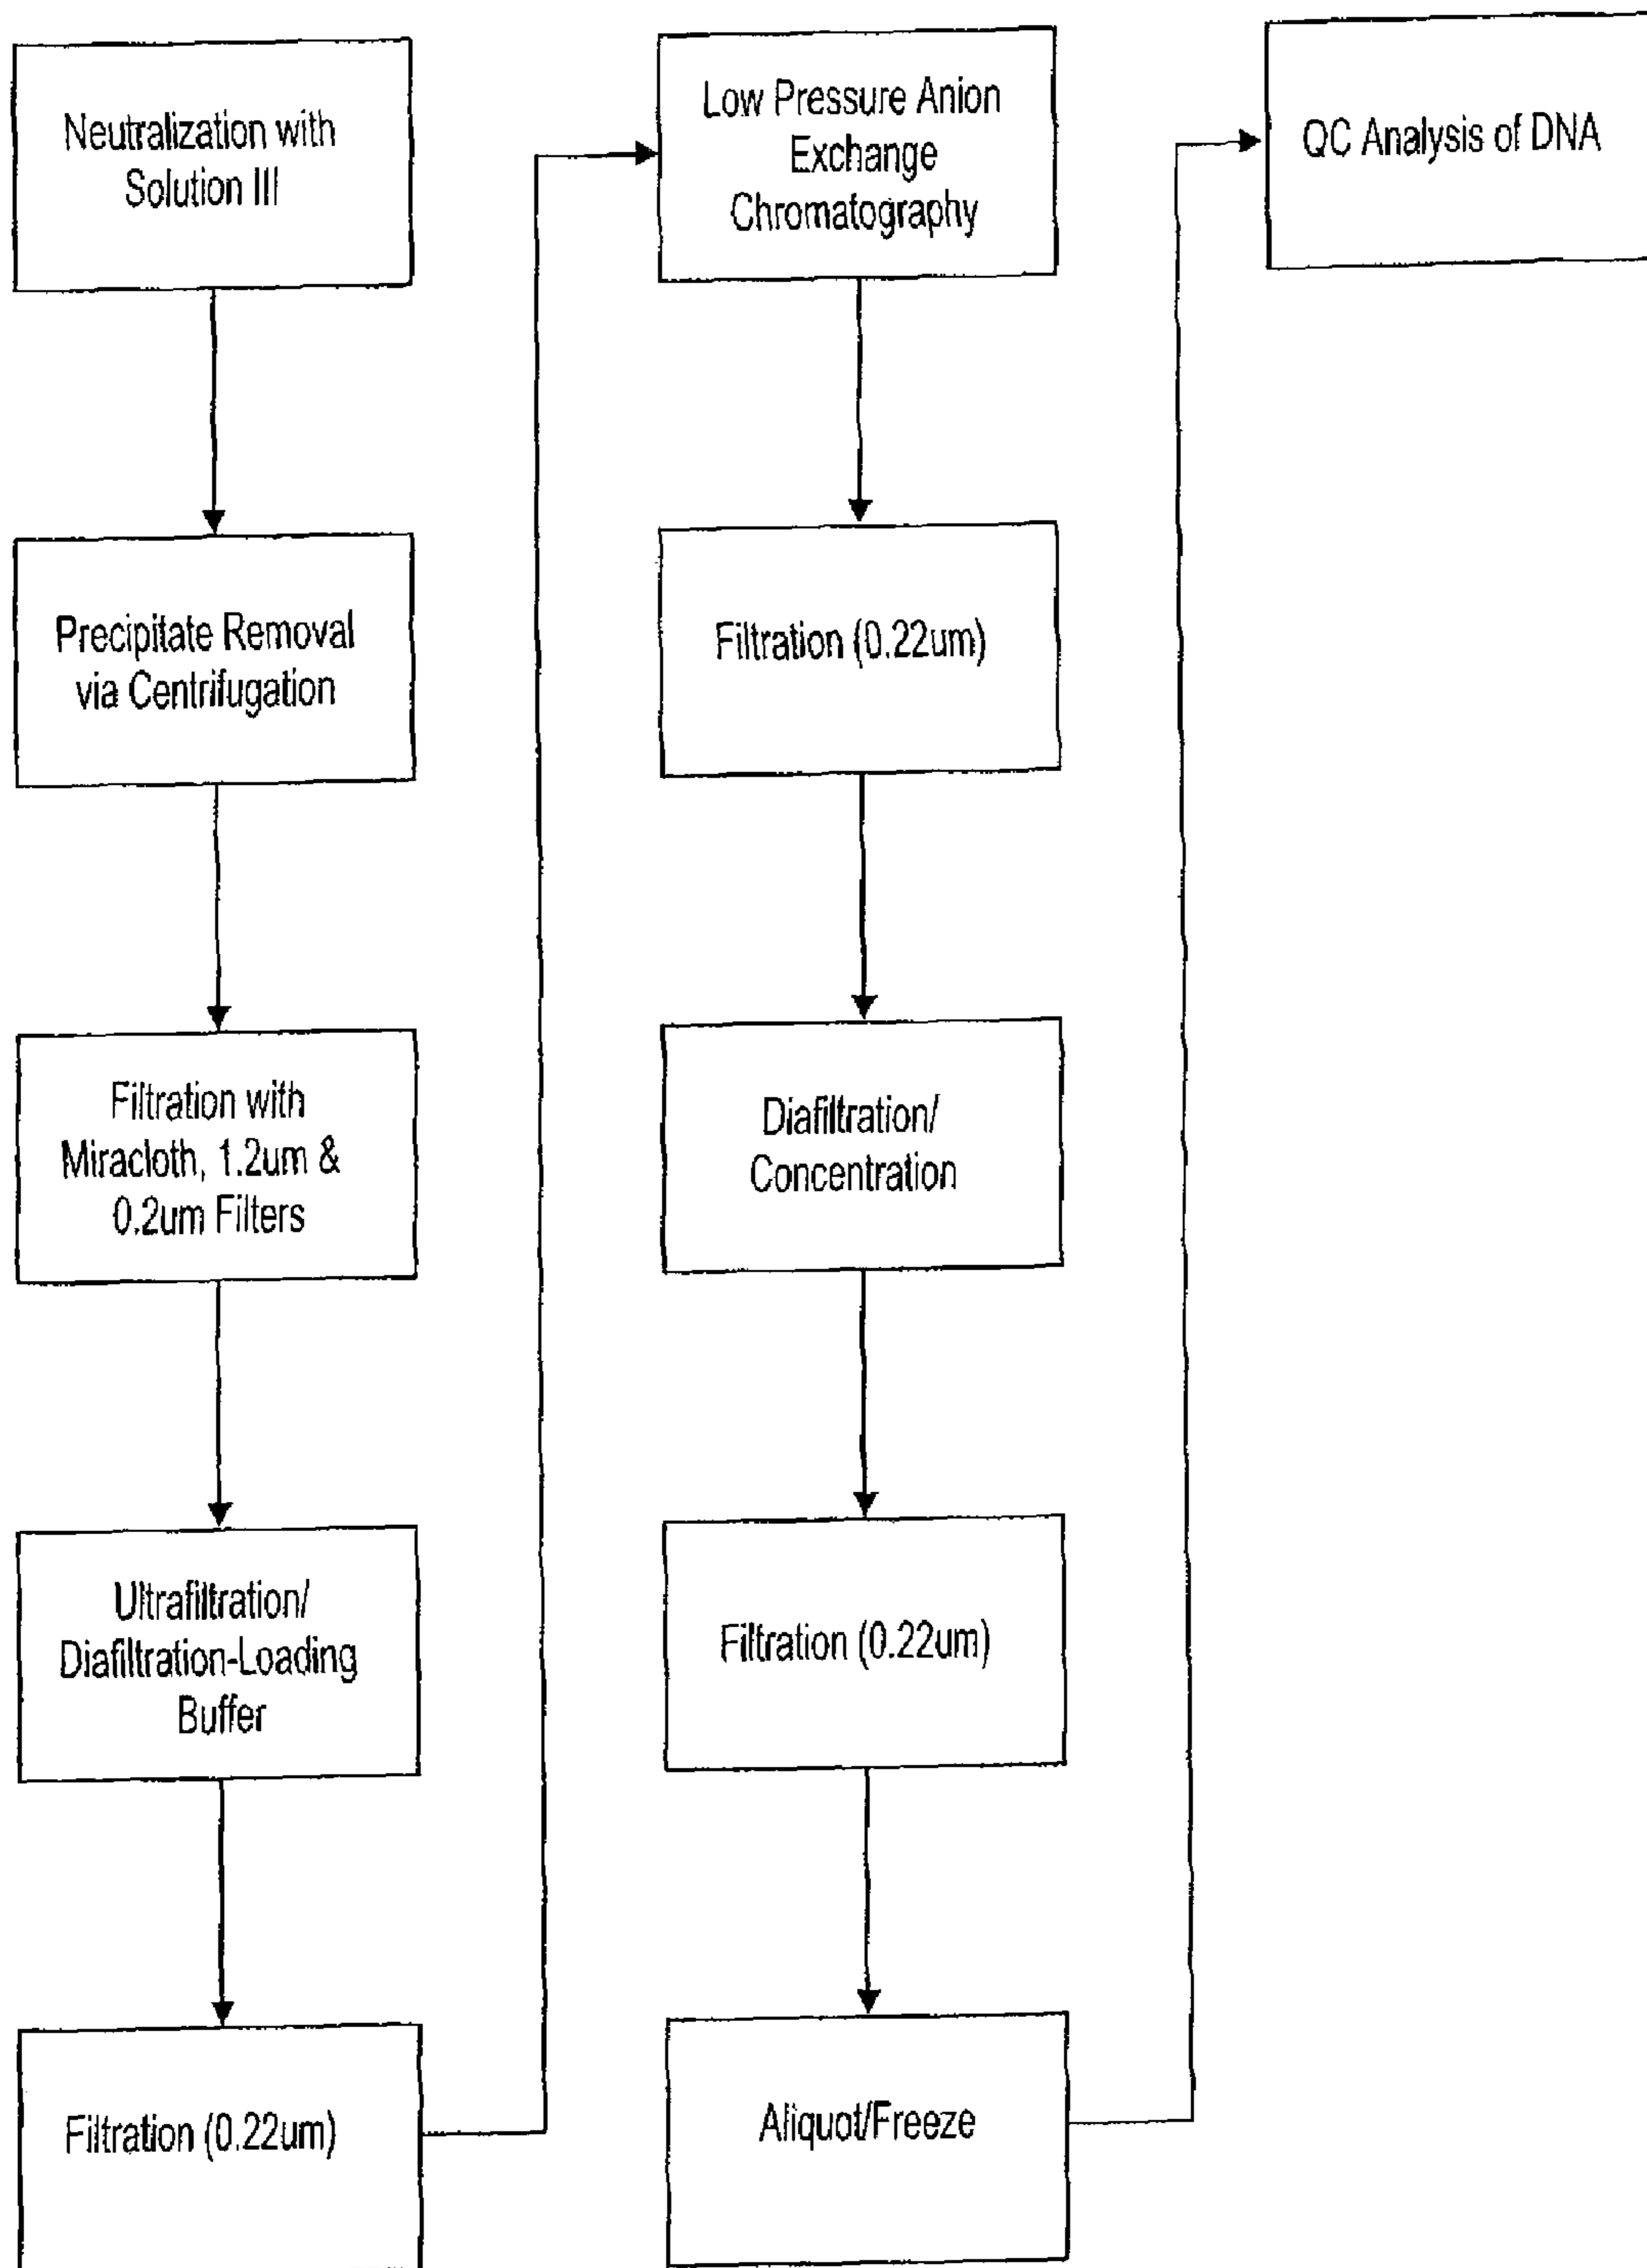 Neutralization with
Solution III
Precipitate Removal
via Centrifugation
Filtration with
Miracloth, 1.2um &
0.2um Filters
Ultrafiltration/
Diafiltration-Loading
Buffer
Filtration (0.22um)
Low Pressure Anion
Exchange
Chromatography
Filtration (0.22um)
Diafiltration/
Concentration
Filtration (0.22um)
Aliquot/Freeze
QC Analysis of DNA